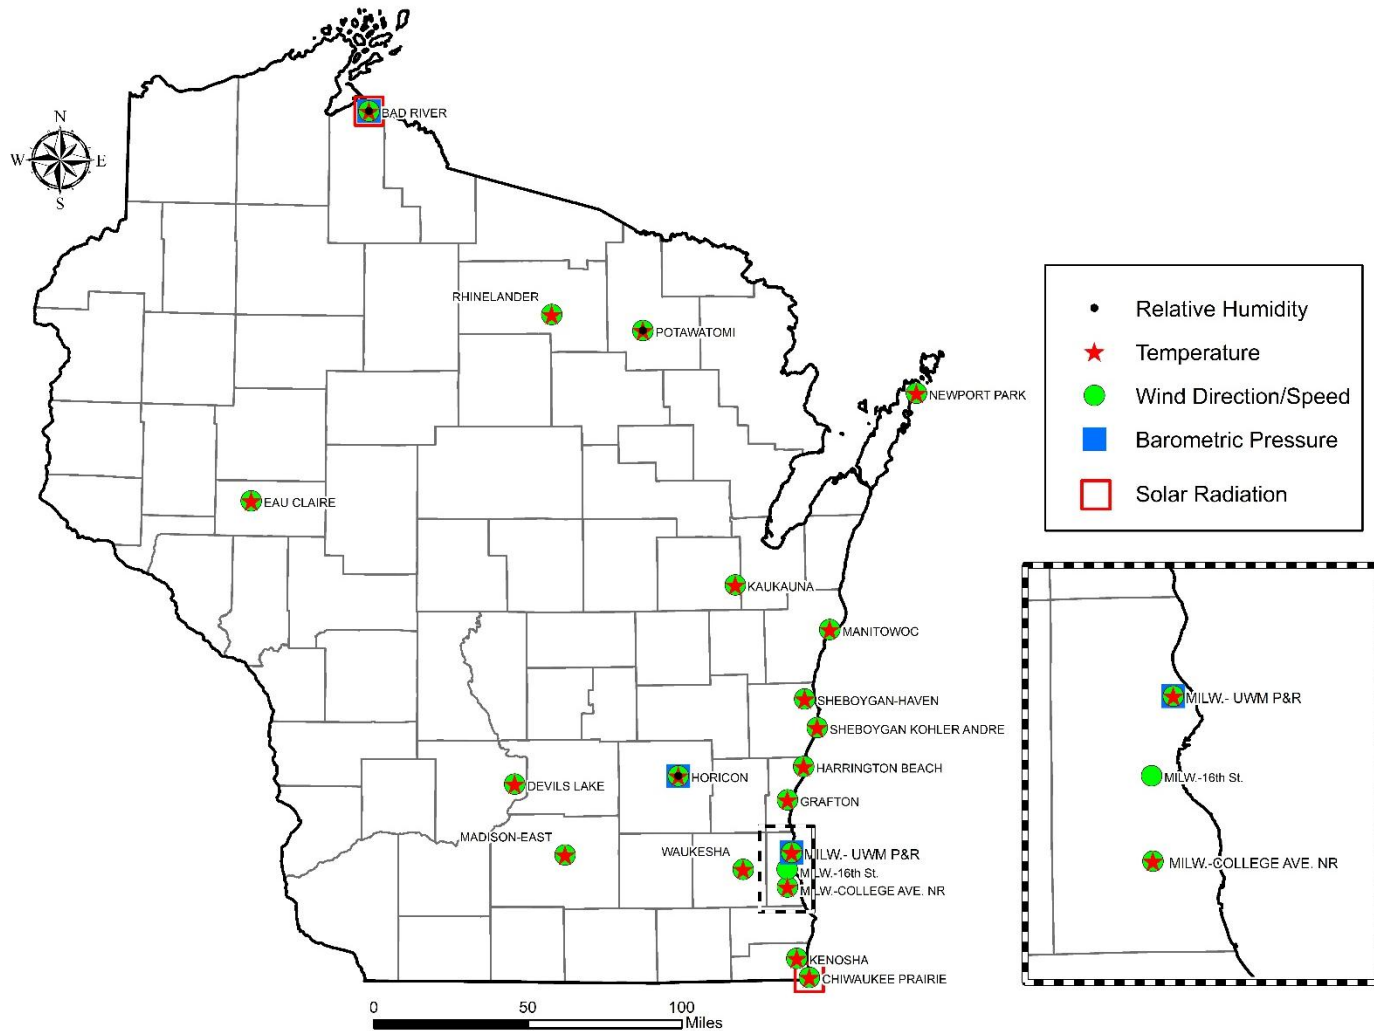 N
W E
S
BAD RIVER
RHINELANDER
POTAWATOMI
NEWPORT PARK
EAU CLAIRE
KAUKAUNA
MANITOWOC
SHEBOYGAN-HAVEN
SHEBOYGAN KOHLER ANDRE
HARRINGTON BEACH
HORICON
DEVILS LAKE
GRAFTON
MADISON-EAST
WAUKESHA
MILW.- UWM P&R
MILW.-16th St.
MILW.-COLLEGE AVE. NR
KENOSHA
CHIWAUKEE PRAIRIE
0 50 100
Miles
Relative Humidity
Temperature
Wind Direction/Speed
Barometric Pressure
Solar Radiation
MILW.- UWM P&R
MILW.-16th St.
MILW.-COLLEGE AVE. NR